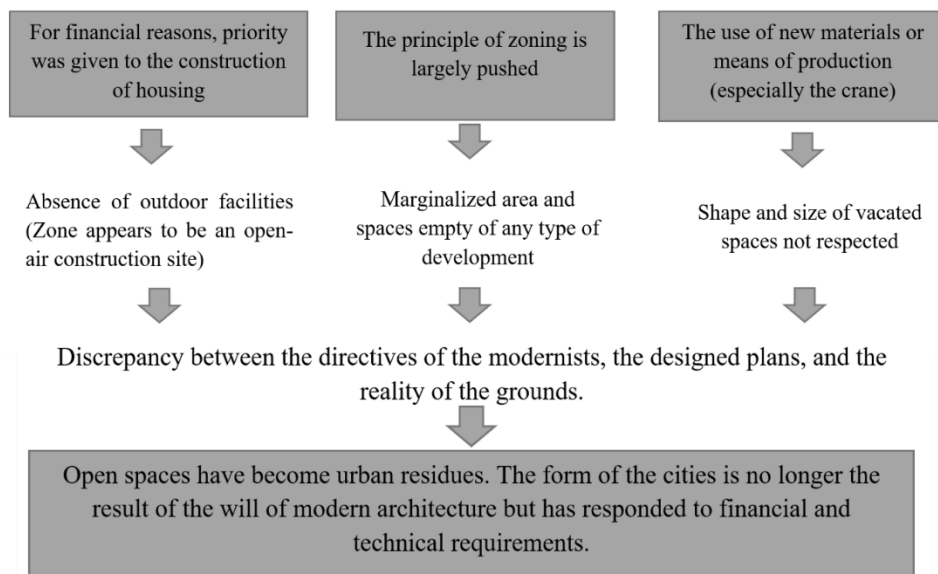 For financial reasons, priority
was given to the construction
of housing
The principle of zoning is
largely pushed
The use of new materials or
means of production
(especially the crane)
Absence of outdoor facilities
(Zone appears to be an open-
air construction site)
Marginalized area and
spaces empty of any type of
development
Shape and size of vacated
spaces not respected
Discrepancy between the directives of the modernists, the designed plans, and the
reality of the grounds.
Open spaces have become urban residues. The form of the cities is no longer the
result of the will of modern architecture but has responded to financial and
technical requirements.